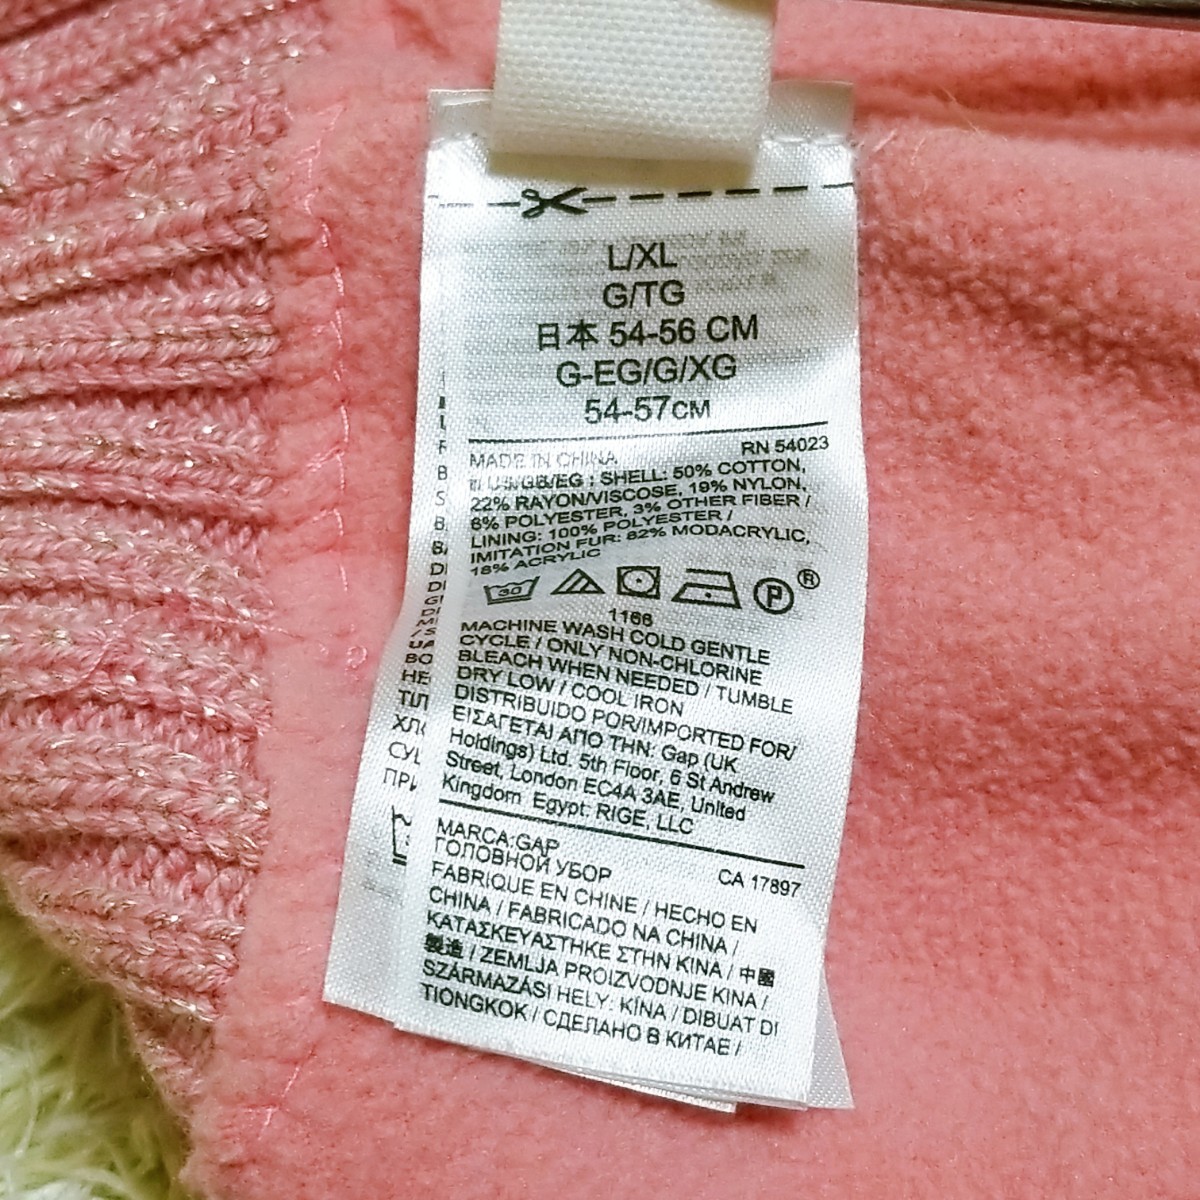 L/XL
G/TG
日本 54-56 CM
G-EG/G/XG
54-57CM
RN 54023
MADE IN CHINA
US/GB/EG : SHELL: 50% COTTON,
22% RAYON/VISCOSE, 19% NYLON,
6% POLYESTER, 3% OTHER FIBER /
LINING: 100% POLYESTER /
IMITATION FUR: 82% MODACRYLIC,
18% ACRYLIC
30
P®
1166
MACHINE WASH COLD GENTLE
CYCLE / ONLY NON-CHLORINE
BLEACH WHEN NEEDED / TUMBLE
DRY LOW / COOL IRON
DISTRIBUIDO POR/IMPORTED FOR/
ΕΙΣΑΓΕΤΑΙ ΑΠΟ ΤΗΝ: Gap (UK
Holdings) Ltd. 5th Floor, 6 St Andrew
Street, London EC4A 3AE, United
Kingdom Egypt: RIGE, LLC
MARCA:GAP
ГОЛОВНОЙ УБОР
CA 17897
FABRIQUE EN CHINE / HECHO EN
CHINA / FABRICADO NA CHINA /
ΚΑΤΑΣΚΕΥΑΣΤΗΚΕ ΣΤΗΝ ΚΙΝΑ / 中國
製造 / ZEMLJA PROIZVODNJE KINA /
SZÁRMAZÁSI HELY: KÍNA / DIBUAT DI
TIONGKOK / СДЕЛАНО В КИТАЕ /